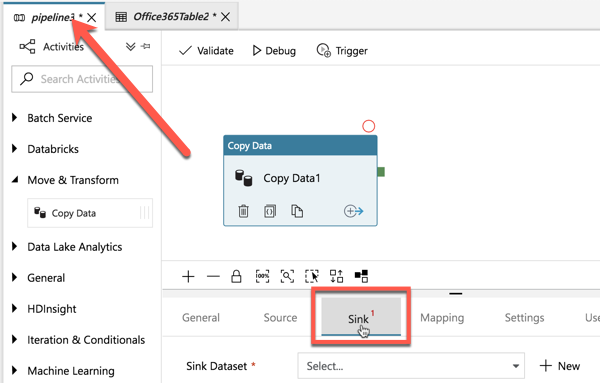 pipeline3 *
Office365Table2 *
Activities
Validate
Debug
Trigger
Search Activities
Batch Service
Databricks
Move & Transform
Copy Data
Data Lake Analytics
General
HDInsight
Iteration & Conditionals
Machine Learning
Copy Data
Copy Data1
100%
General
Source
Sink 1
Mapping
Settings
Use
Sink Dataset *
Select...
New